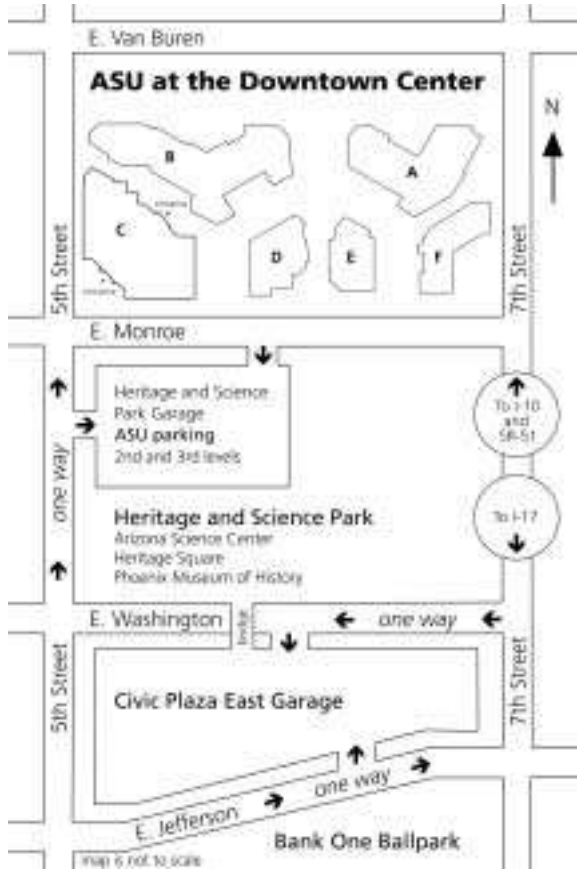 E. Van Buren
ASU at the Downtown Center
N
B
A
C
D
E
F
5th Street
7th Street
E. Monroe
Heritage and Science
Park Garage
ASU parking
2nd and 3rd levels
one way
To I-10
and
SR-51
To I-17
Heritage and Science Park
Arizona Science Center
Heritage Square
Phoenix Museum of History
E. Washington
bridge
one way
5th Street
7th Street
Civic Plaza East Garage
one way
E. Jefferson
Bank One Ballpark
map is not to scale